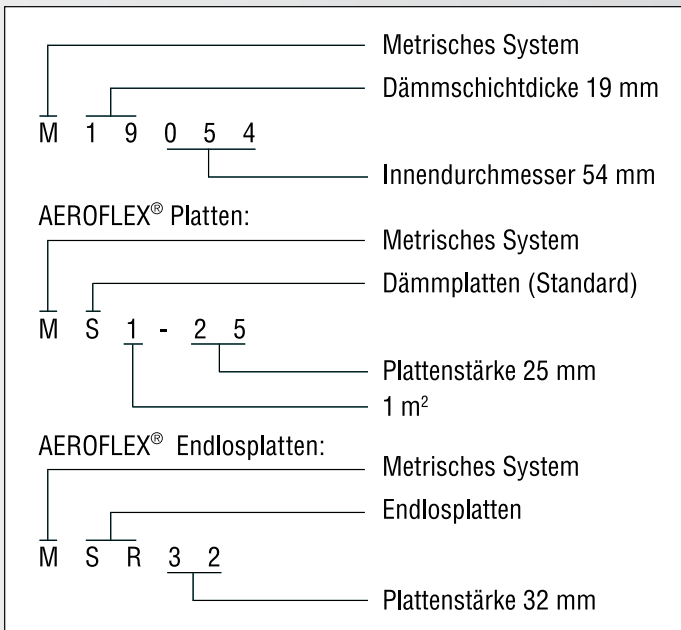 Metrisches System
Dämmschichtdicke 19 mm
M 1 9 0 5 4
Innendurchmesser 54 mm
AEROFLEX® Platten:
Metrisches System
Dämmplatten (Standard)
M S 1 - 2 5
Plattenstärke 25 mm
1 m²
AEROFLEX® Endlosplatten:
Metrisches System
Endlosplatten
M S R 3 2
Plattenstärke 32 mm